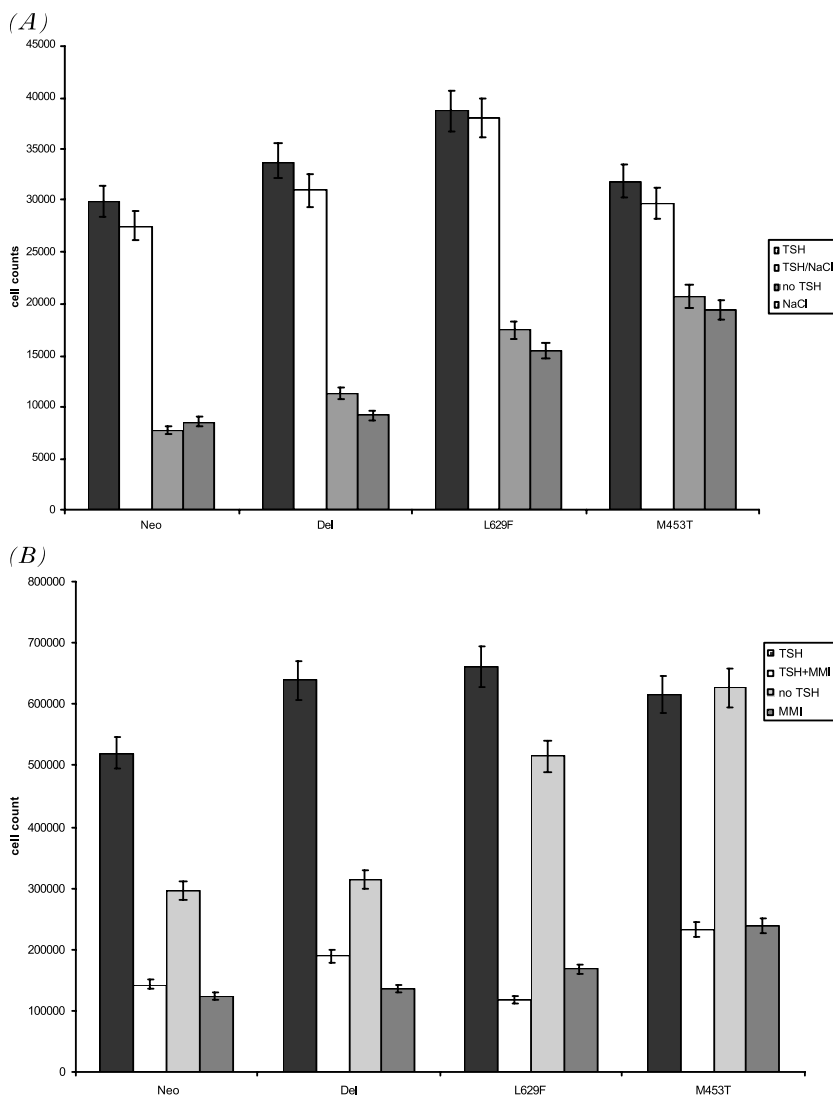 (A)
45000
40000
35000
30000
25000
20000
15000
10000
5000
0
cell counts
Neo Del L629F M453T
TSH
TSH/NaCl
no TSH
NaCl
(B)
800000
700000
600000
500000
400000
300000
200000
100000
0
cell count
Neo Del L629F M453T
TSH
TSH+MMI
no TSH
MMI